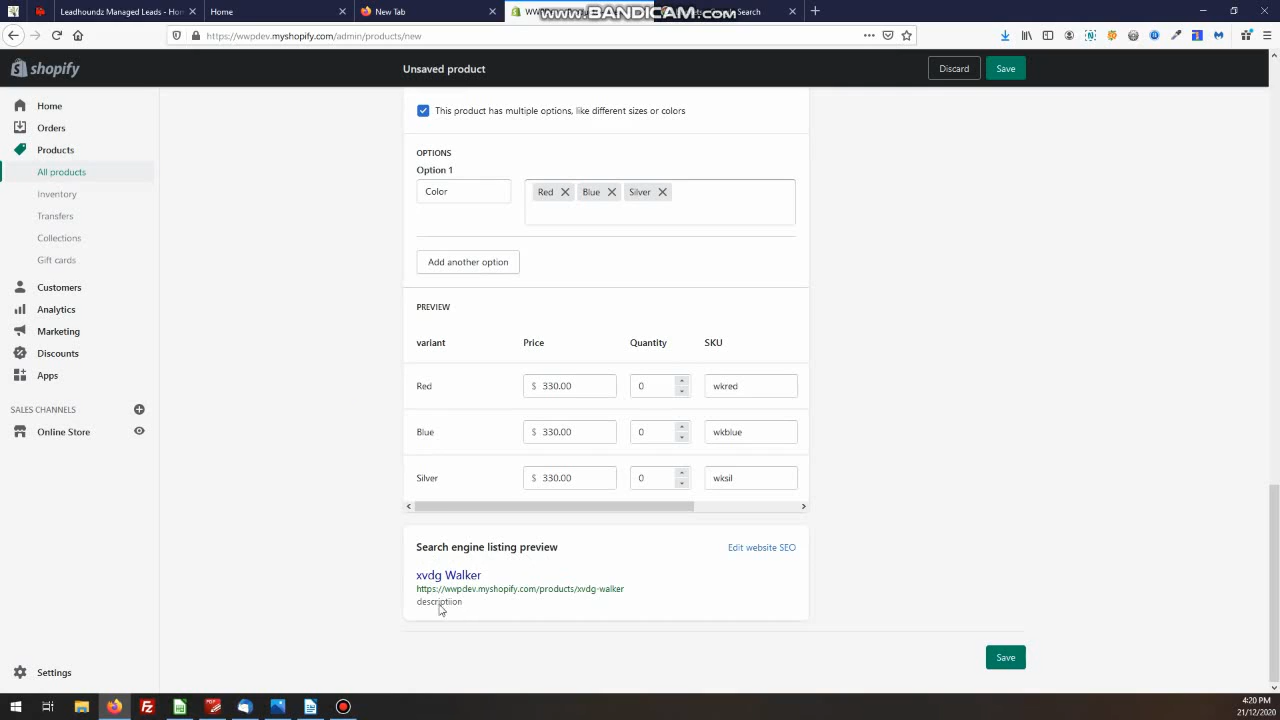 Leadhoundz Managed Leads - Hom
Home
New Tab
WW
www.BANDICAM.com
Search
https://wwpdev.myshopify.com/admin/products/new
shopify
Unsaved product
Discard
Save
Home
Orders
Products
All products
Inventory
Transfers
Collections
Gift cards
Customers
Analytics
Marketing
Discounts
Apps
SALES CHANNELS
Online Store
Settings
This product has multiple options, like different sizes or colors
OPTIONS
Option 1
Color
Red
Blue
Silver
Add another option
PREVIEW
variant Price Quantity SKU
Red $ 330.00 0 wkred
Blue $ 330.00 0 wkblue
Silver $ 330.00 0 wksil
Search engine listing preview
Edit website SEO
xvdg Walker
https://wwpdev.myshopify.com/products/xvdg-walker
descriptiion
Save
4:20 PM
21/12/2020